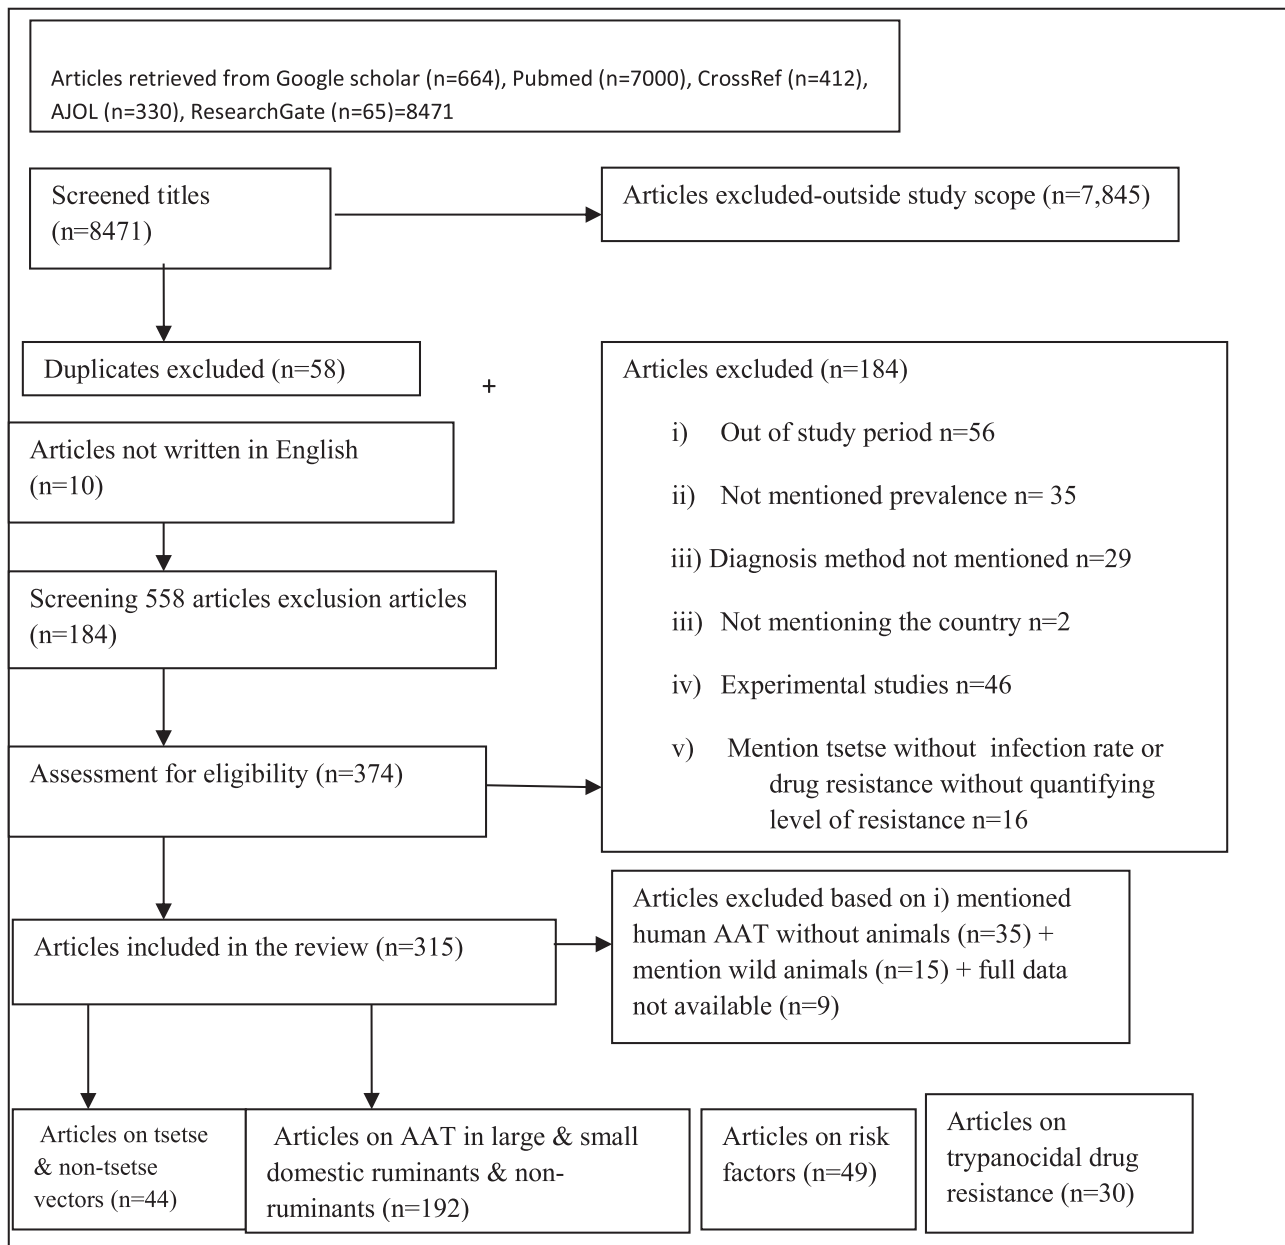 Articles retrieved from Google scholar (n=664), Pubmed (n=7000), CrossRef (n=412),
AJOL (n=330), ResearchGate (n=65)=8471
Screened titles
(n=8471)
Articles excluded-outside study scope (n=7,845)
Duplicates excluded (n=58)
+
Articles not written in English
(n=10)
Screening 558 articles exclusion articles
(n=184)
Assessment for eligibility (n=374)
Articles excluded (n=184)
i) Out of study period n=56
ii) Not mentioned prevalence n= 35
iii) Diagnosis method not mentioned n=29
iii) Not mentioning the country n=2
iv) Experimental studies n=46
v) Mention tsetse without infection rate or
drug resistance without quantifying
level of resistance n=16
Articles included in the review (n=315)
Articles excluded based on i) mentioned
human AAT without animals (n=35) +
mention wild animals (n=15) + full data
not available (n=9)
Articles on tsetse
& non-tsetse
vectors (n=44)
Articles on AAT in large & small
domestic ruminants & non-
ruminants (n=192)
Articles on risk
factors (n=49)
Articles on
trypanocidal drug
resistance (n=30)